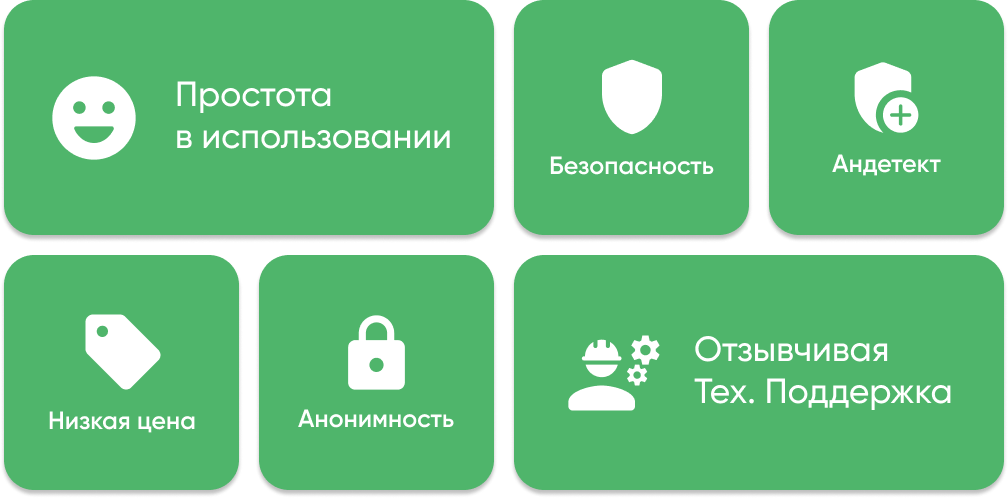 Простота
в использовании
Безопасность
Андетект
Низкая цена
Анонимность
Отзывчивая
Тех. Поддержка